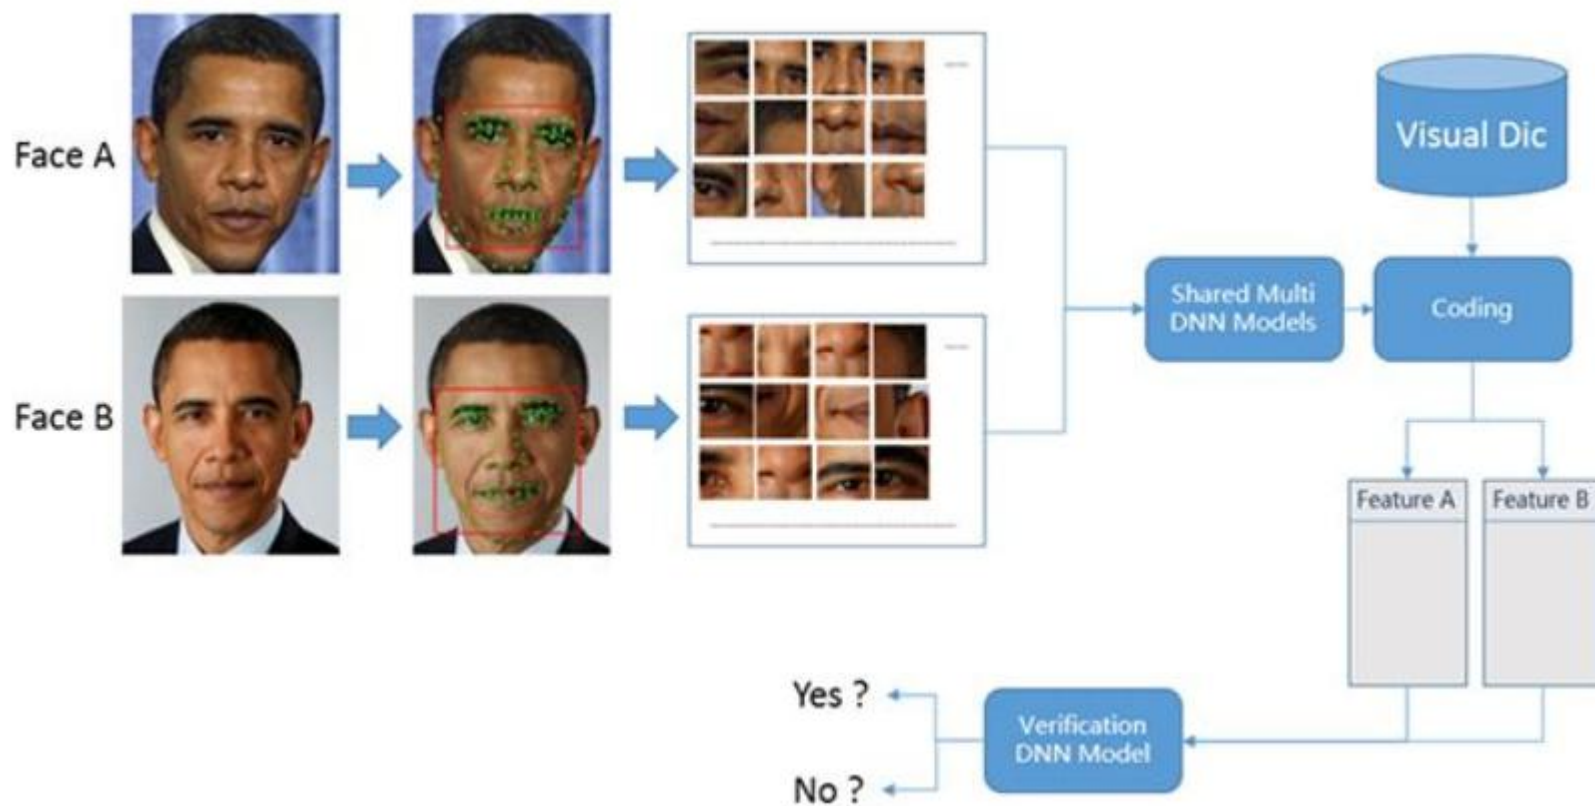 Face A
Visual Dic
Shared Multi
DNN Models
Coding
Face B
Feature A
Feature B
Yes ?
Verification
DNN Model
No ?